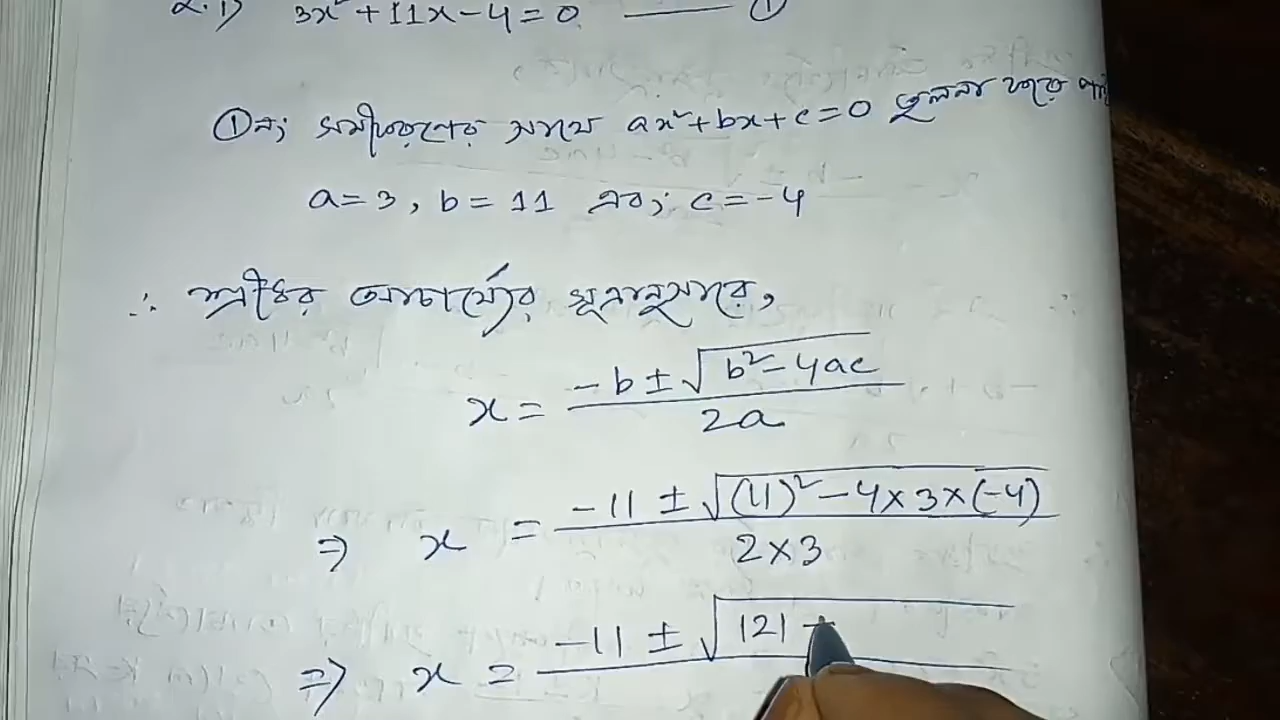 3x² + 11x - 4 = 0 ——— ①
①নং সমীকরণের সাথে ax² + bx + c = 0 তুলনা করে পাই
a = 3, b = 11 এবং c = -4
∴ শ্রীধর আচার্য্যের সূত্রানুসারে,
x = (-b ± √(b² - 4ac)) / 2a
⇒ x = (-11 ± √((11)² - 4×3×(-4))) / 2×3
⇒ x = -11 ± √121